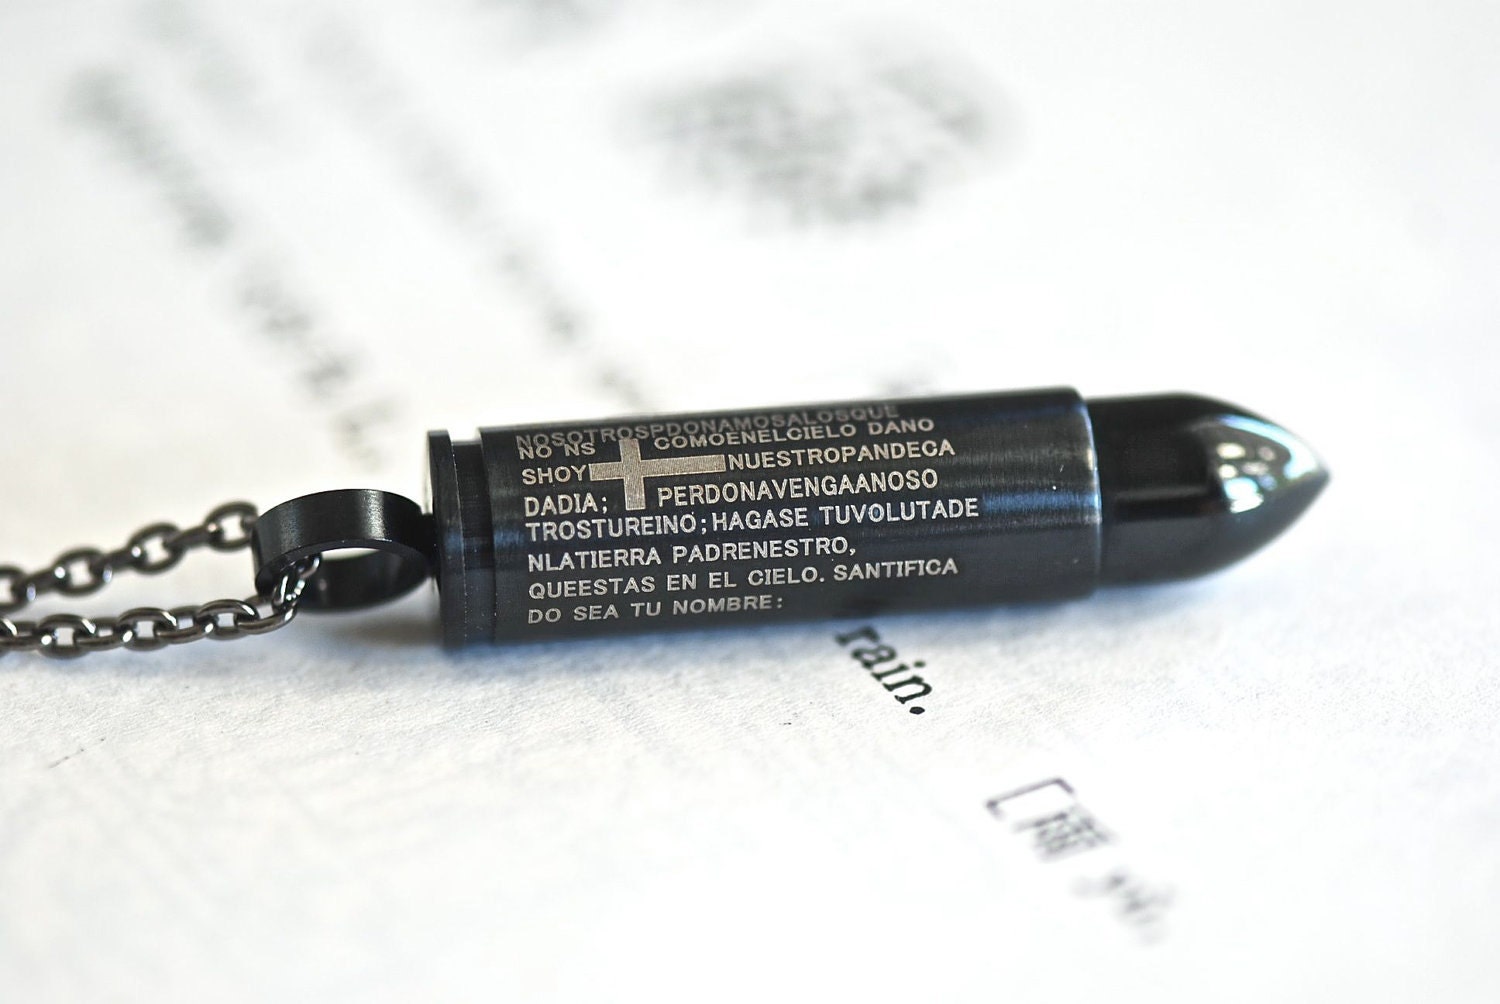 NOSOTROSPDONAMOSALOSQUE
NO NS COMOENELCIELO DANO
SHOY NUESTROPANDECA
DADIA; PERDONAVENGAANOSO
TROSTUREINO;HAGASE TUVOLUTADE
NLATIERRA PADRENESTRO,
QUEESTAS EN EL CIELO. SANTIFICA
DO SEA TU NOMBRE:
rain.